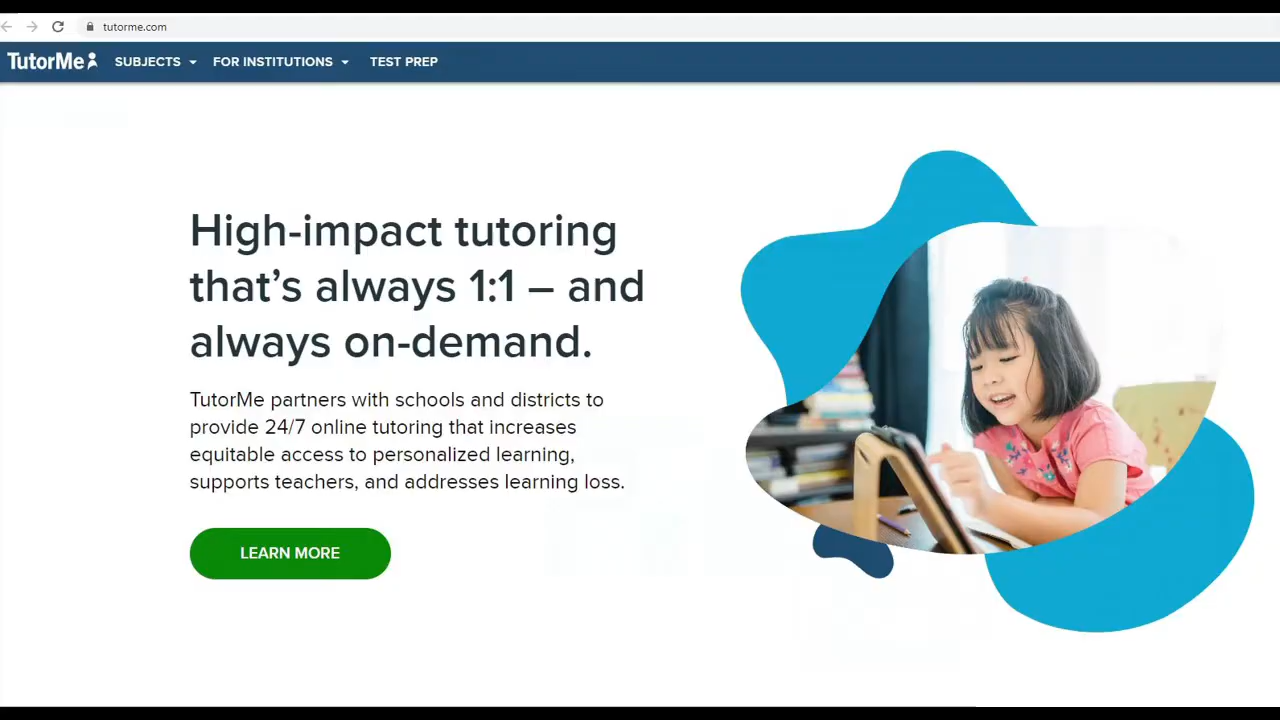 tutorme.com
TutorMe SUBJECTS FOR INSTITUTIONS TEST PREP
High-impact tutoring
that’s always 1:1 – and
always on-demand.
TutorMe partners with schools and districts to
provide 24/7 online tutoring that increases
equitable access to personalized learning,
supports teachers, and addresses learning loss.
LEARN MORE